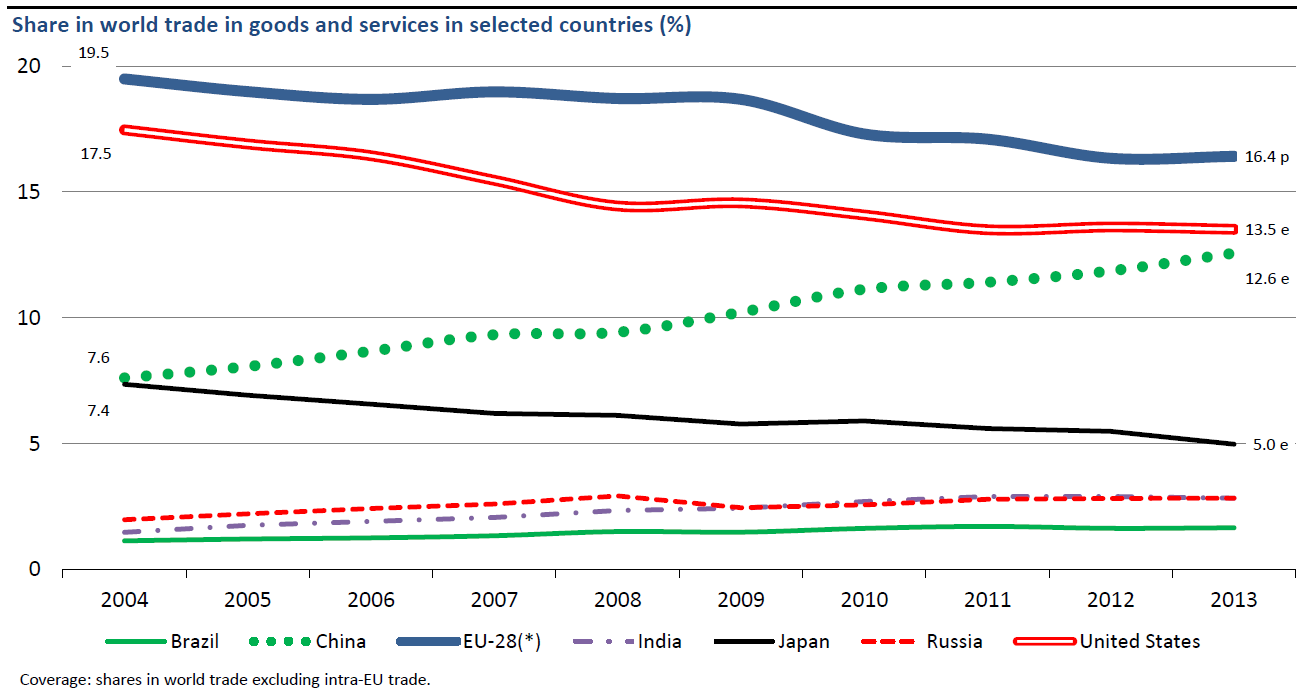 Share in world trade in goods and services in selected countries (%)
19.5
20
17.5
16.4 p
15
13.5 e
12.6 e
10
7.6
7.4
5
5.0 e
0
2004 2005 2006 2007 2008 2009 2010 2011 2012 2013
Brazil China EU-28(*) India Japan Russia United States
Coverage: shares in world trade excluding intra-EU trade.